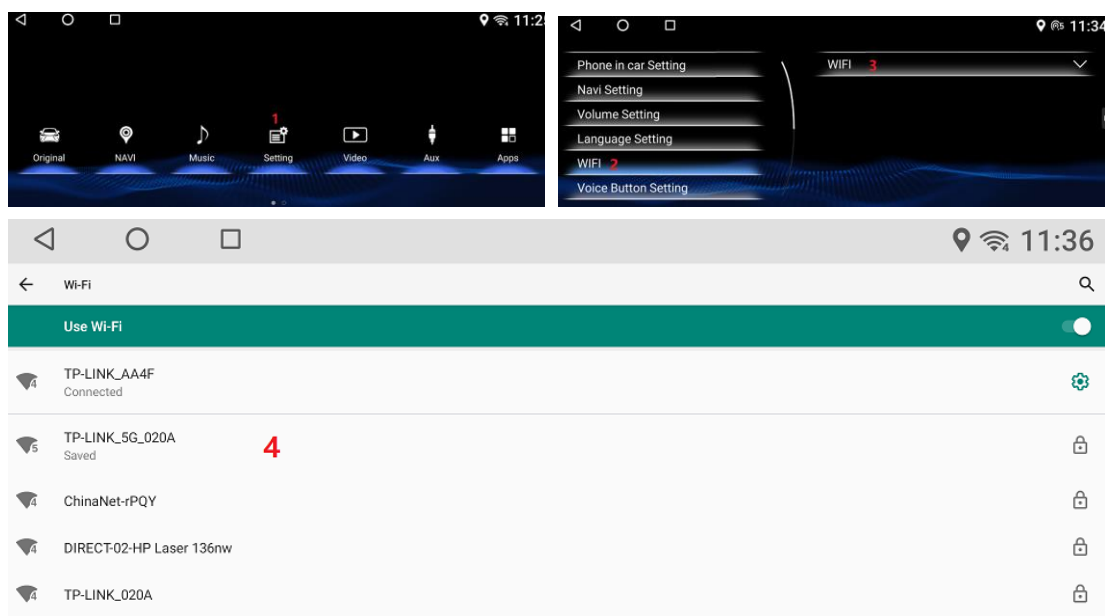 11:25
1
Original NAVI Music Setting Video Aux Apps
11:34
Phone in car Setting
Navi Setting
Volume Setting
Language Setting
WIFI 2
Voice Button Setting
WIFI 3
11:36
Wi-Fi
Use Wi-Fi
TP-LINK_AA4F
Connected
TP-LINK_5G_020A
Saved
4
ChinaNet-rPQY
DIRECT-02-HP Laser 136nw
TP-LINK_020A